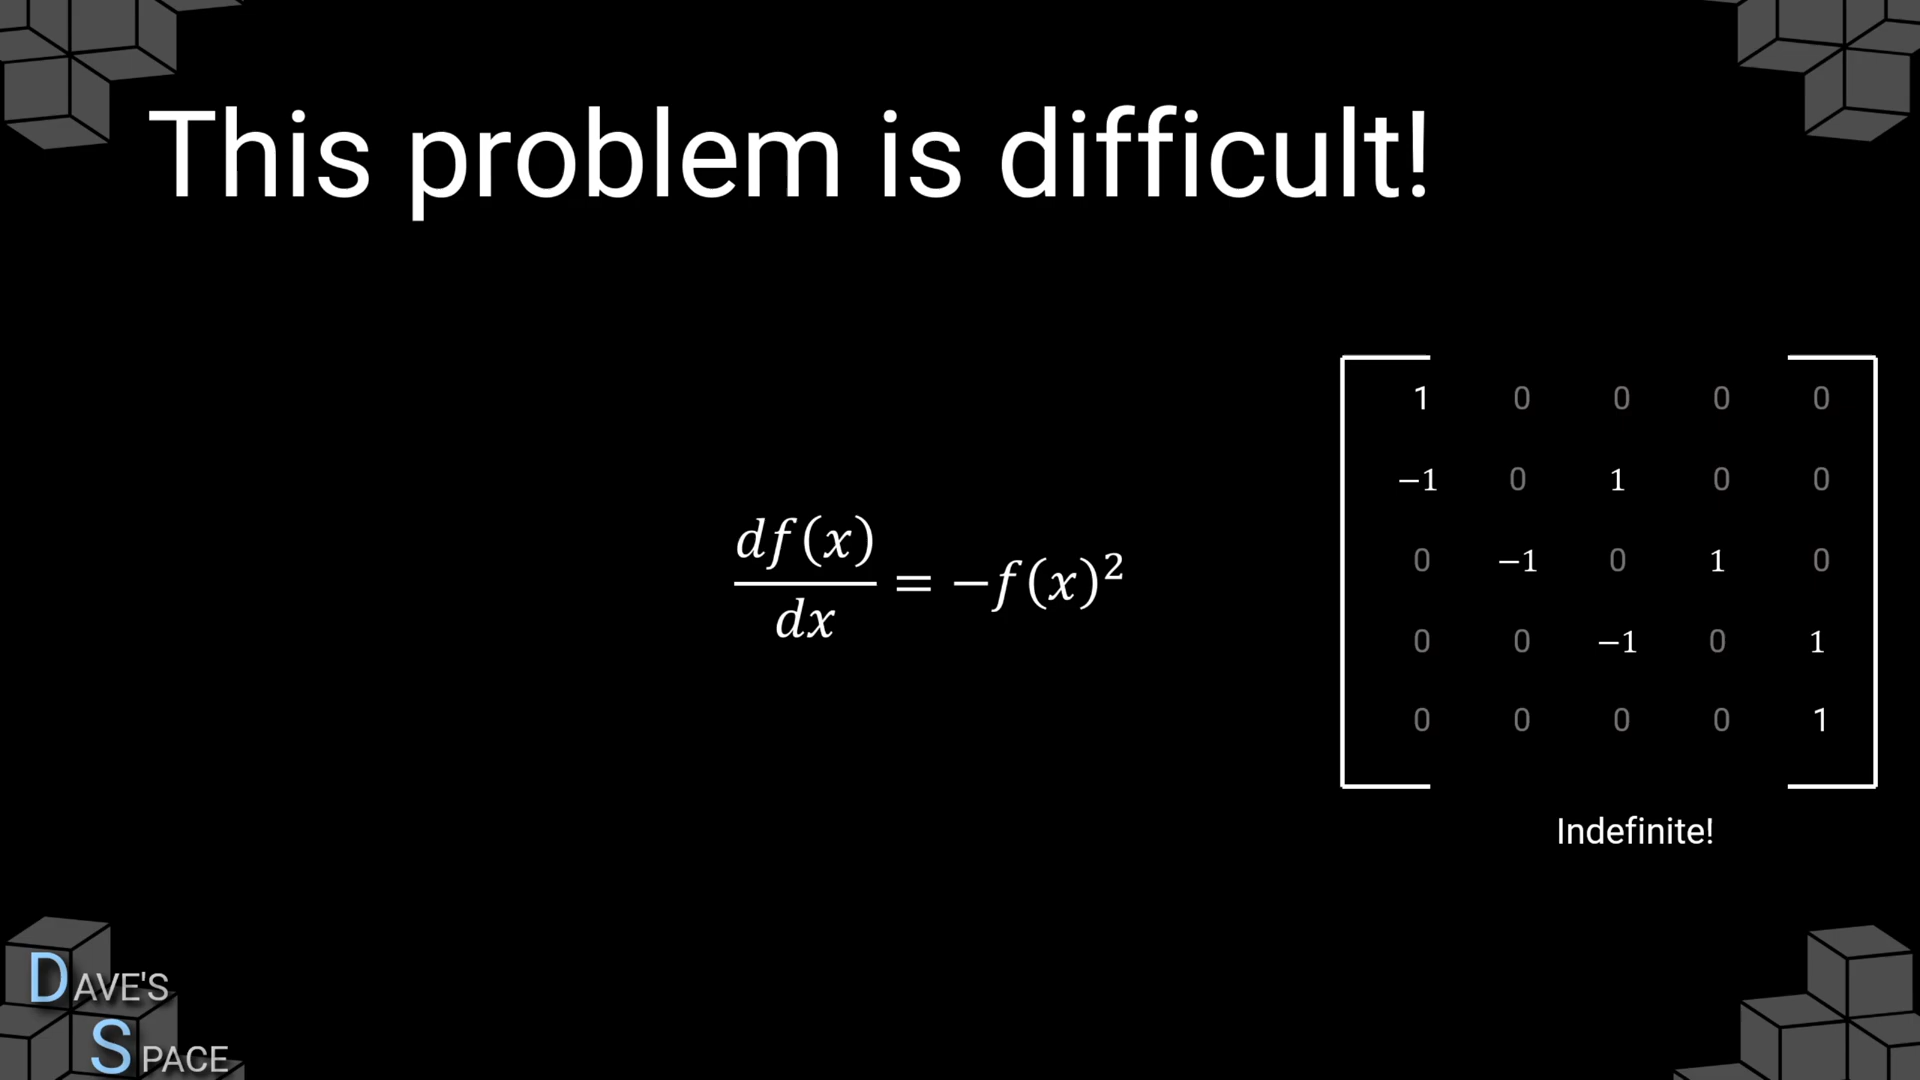 This problem is difficult!
df(x)/dx = −f(x)²
1 0 0 0 0
−1 0 1 0 0
0 −1 0 1 0
0 0 −1 0 1
0 0 0 0 1
Indefinite!
DAVE'S
SPACE